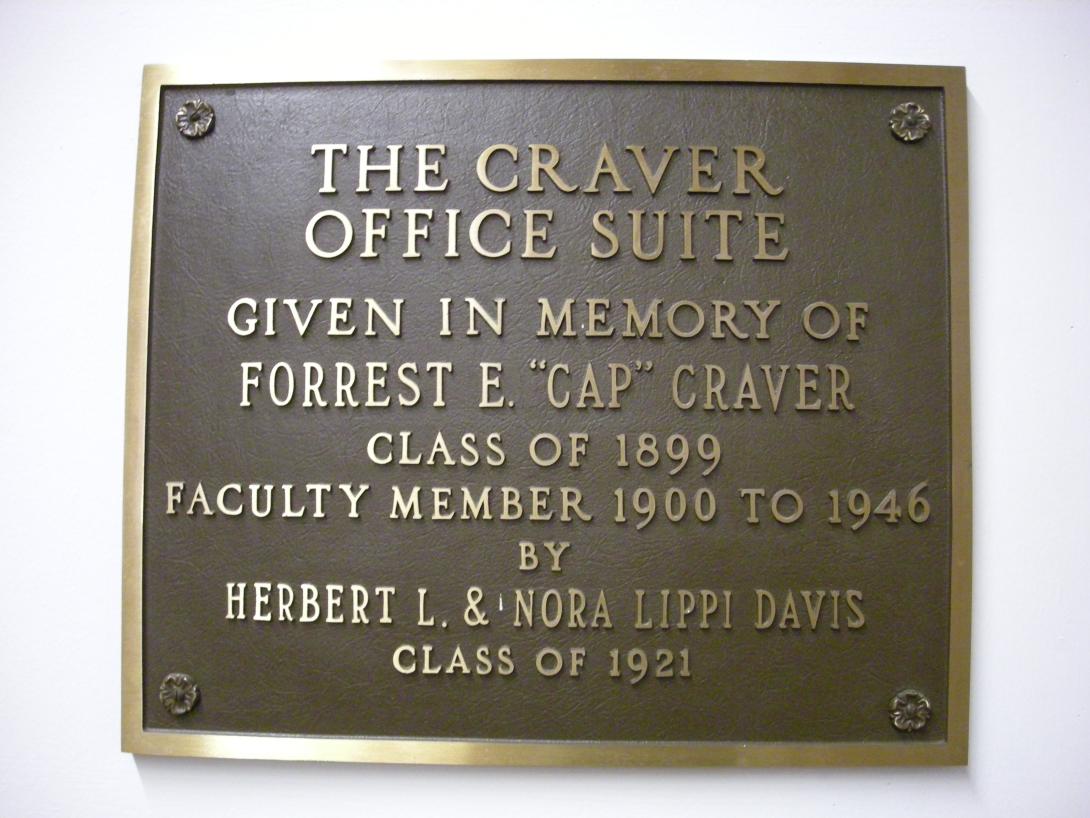 THE CRAVER
OFFICE SUITE
GIVEN IN MEMORY OF
FORREST E. “CAP” CRAVER
CLASS OF 1899
FACULTY MEMBER 1900 TO 1946
BY
HERBERT L. & NORA LIPPI DAVIS
CLASS OF 1921